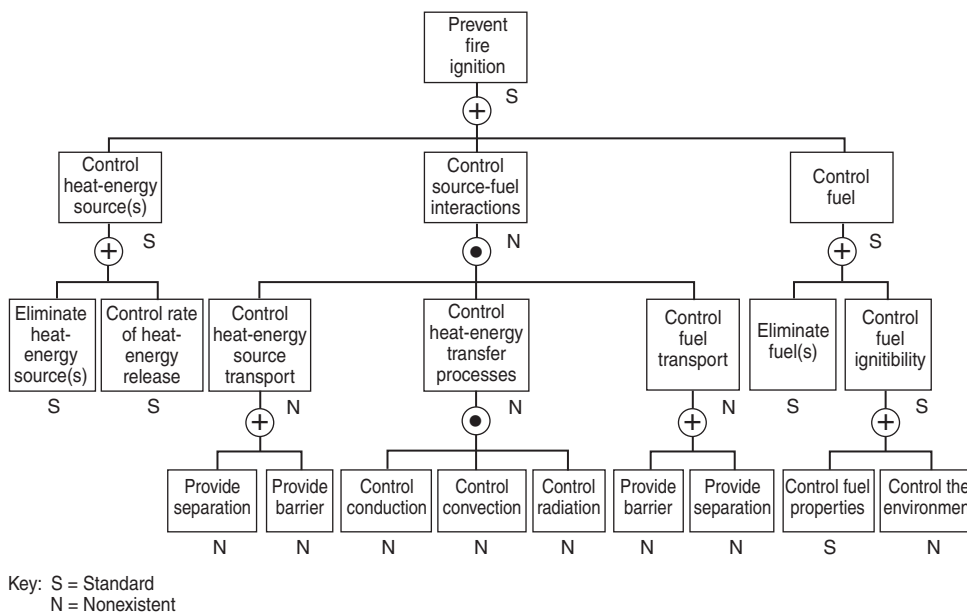 Prevent
fire
ignition
S
+
Control
heat-energy
source(s)
S
+
Control
source-fuel
interactions
N
Control
fuel
S
+
Eliminate
heat-
energy
source(s)
S
Control rate
of heat-
energy
release
S
Control
heat-energy
source
transport
N
+
Control
heat-energy
transfer
processes
N
Control
fuel
transport
N
+
Eliminate
fuel(s)
S
Control
fuel
ignitibility
S
+
Provide
separation
N
Provide
barrier
N
Control
conduction
N
Control
convection
N
Control
radiation
N
Provide
barrier
N
Provide
separation
N
Control fuel
properties
S
Control the
environment
N
Key: S = Standard
N = Nonexistent